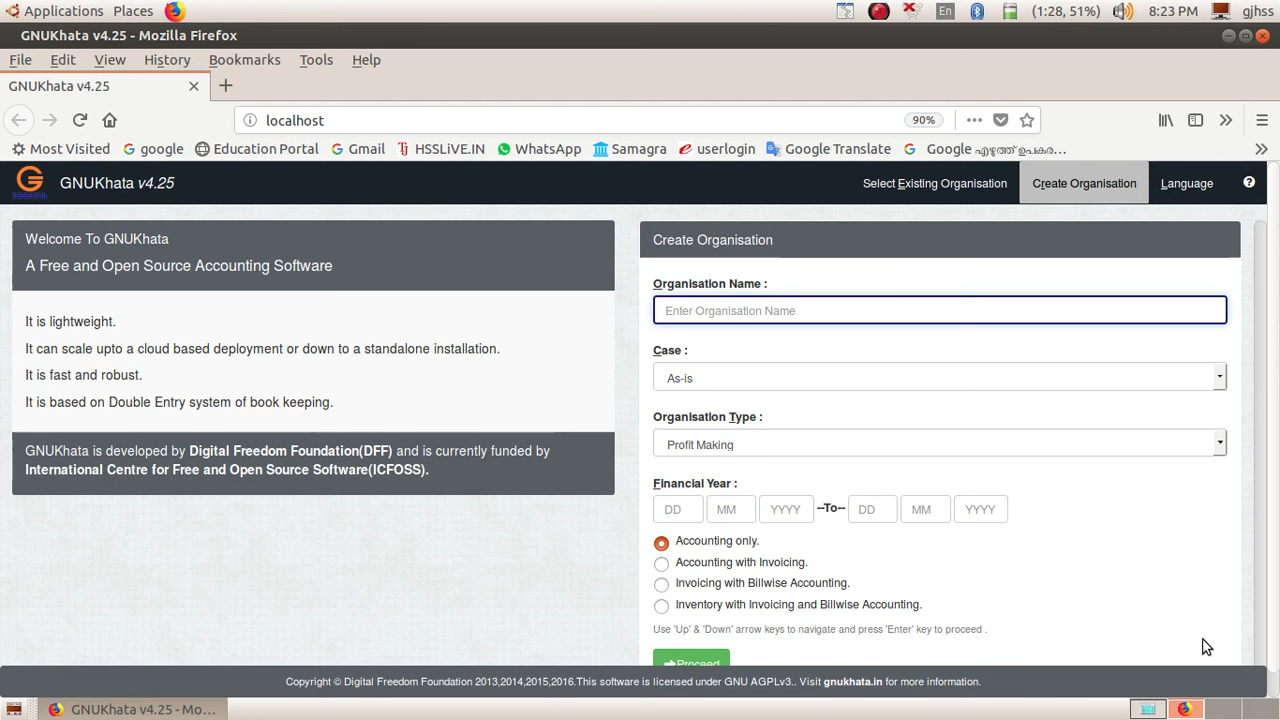 Applications Places En (1:28, 51%) 8:23 PM gjhss
GNUKhata v4.25 - Mozilla Firefox
File Edit View History Bookmarks Tools Help
GNUKhata v4.25
localhost 90%
Most Visited google Education Portal Gmail HSSLiVE.IN WhatsApp Samagra userlogin Google Translate Google എഴുത്ത് ഉപകര...
GNUKhata v4.25 Select Existing Organisation Create Organisation Language
Welcome To GNUKhata
A Free and Open Source Accounting Software
It is lightweight.
It can scale upto a cloud based deployment or down to a standalone installation.
It is fast and robust.
It is based on Double Entry system of book keeping.
GNUKhata is developed by Digital Freedom Foundation(DFF) and is currently funded by
International Centre for Free and Open Source Software(ICFOSS).
Create Organisation
Organisation Name :
Enter Organisation Name
Case :
As-is
Organisation Type :
Profit Making
Financial Year :
DD MM YYYY --To-- DD MM YYYY
Accounting only.
Accounting with Invoicing.
Invoicing with Billwise Accounting.
Inventory with Invoicing and Billwise Accounting.
Use 'Up' & 'Down' arrow keys to navigate and press 'Enter' key to proceed .
Proceed
Copyright © Digital Freedom Foundation 2013,2014,2015,2016.This software is licensed under GNU AGPLv3.. Visit gnukhata.in for more information.
GNUKhata v4.25 - Mo...